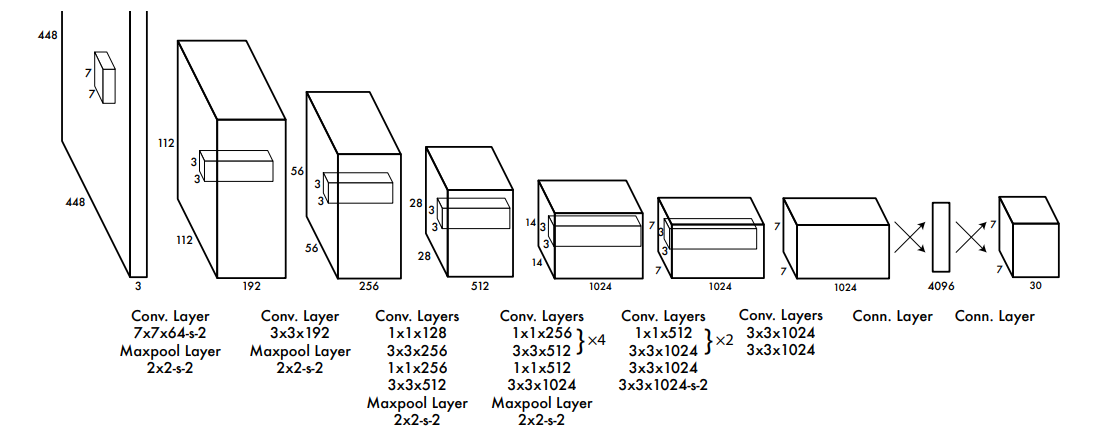 448
7
7
448
3
112
3
3
112
192
56
3
3
56
256
28
3
3
28
512
14
3
3
14
1024
7
3
3
7
1024
7
7
1024
4096
7
7
30
Conv. Layer
7x7x64-s-2
Maxpool Layer
2x2-s-2
Conv. Layer
3x3x192
Maxpool Layer
2x2-s-2
Conv. Layers
1x1x128
3x3x256
1x1x256
3x3x512
Maxpool Layer
2x2-s-2
Conv. Layers
1x1x256
3x3x512
}×4
1x1x512
3x3x1024
Maxpool Layer
2x2-s-2
Conv. Layers
1x1x512
3x3x1024
}×2
3x3x1024
3x3x1024-s-2
Conv. Layers
3x3x1024
3x3x1024
Conn. Layer
Conn. Layer